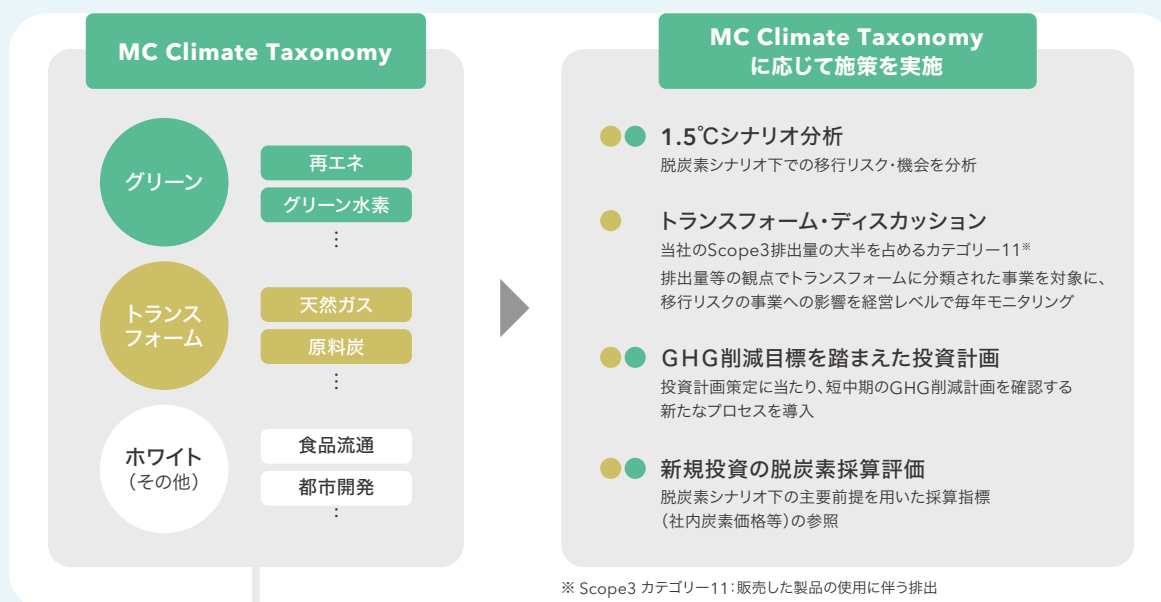 MC Climate Taxonomy
グリーン
再エネ
グリーン水素
⋮
トランス
フォーム
天然ガス
原料炭
⋮
ホワイト
（その他）
食品流通
都市開発
⋮
MC Climate Taxonomy
に応じて施策を実施
1.5℃シナリオ分析
脱炭素シナリオ下での移行リスク・機会を分析
トランスフォーム・ディスカッション
当社のScope3排出量の大半を占めるカテゴリー11※
排出量等の観点でトランスフォームに分類された事業を対象に、
移行リスクの事業への影響を経営レベルで毎年モニタリング
GHG削減目標を踏まえた投資計画
投資計画策定に当たり、短中期のGHG削減計画を確認する
新たなプロセスを導入
新規投資の脱炭素採算評価
脱炭素シナリオ下の主要前提を用いた採算指標
（社内炭素価格等）の参照
※ Scope3 カテゴリー11：販売した製品の使用に伴う排出